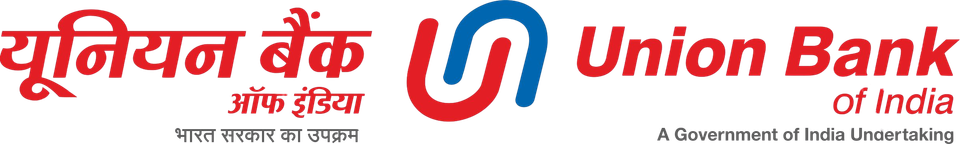 यूनियन बैंक
ऑफ इंडिया
भारत सरकार का उपक्रम
Union Bank
of India
A Government of India Undertaking